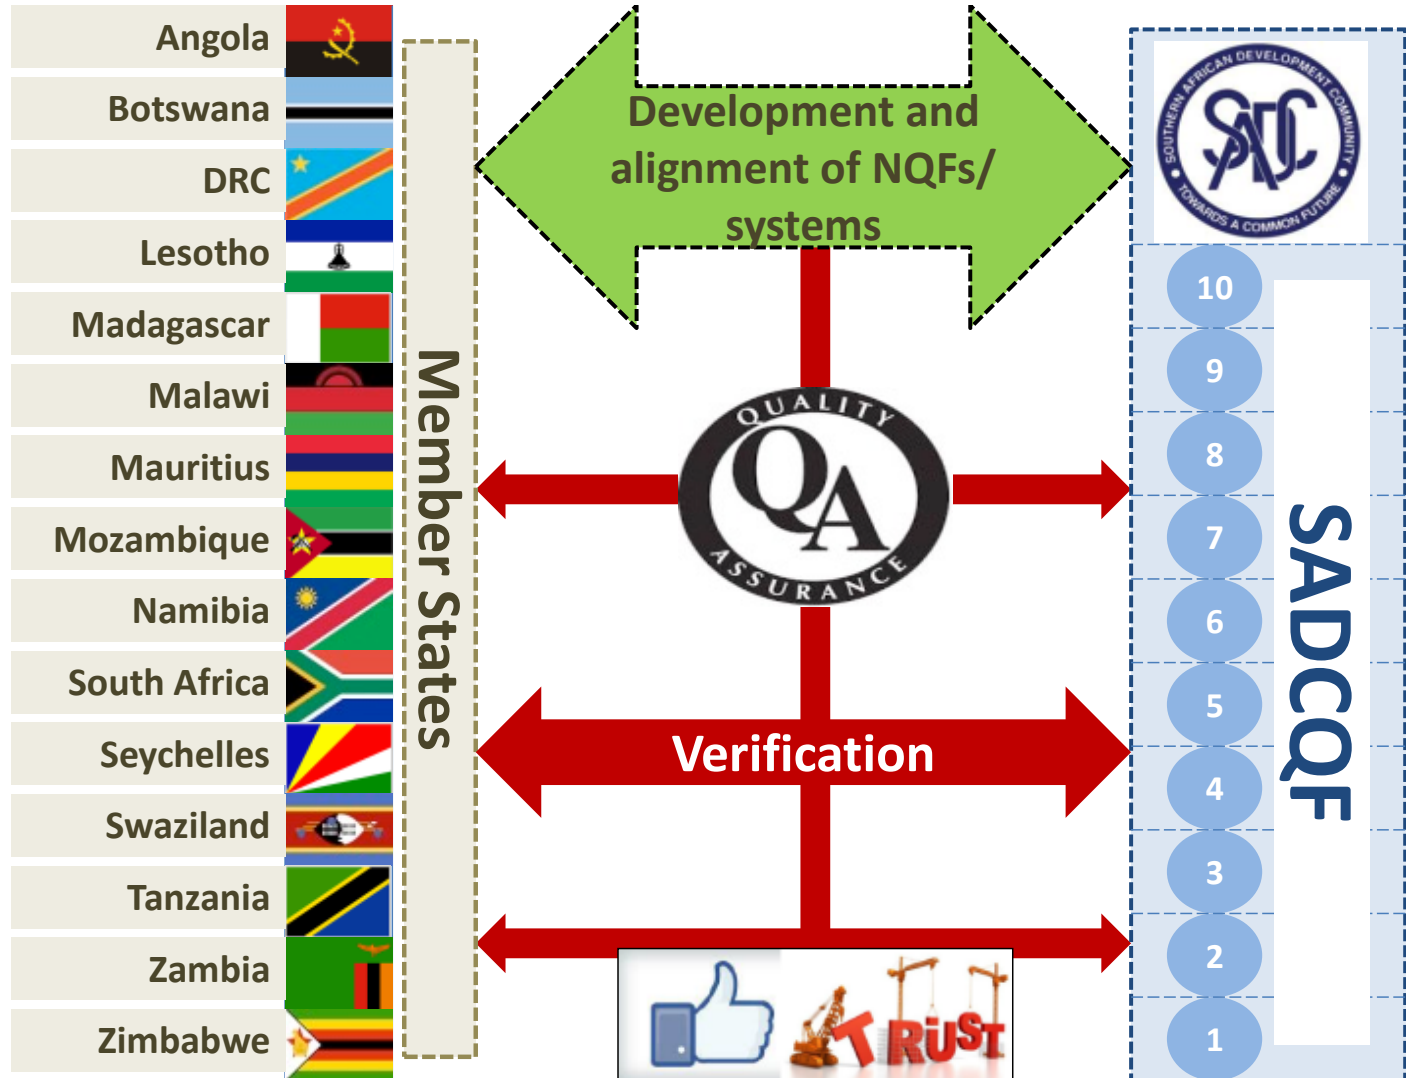 Angola
Botswana
DRC
Lesotho
Madagascar
Malawi
Mauritius
Mozambique
Namibia
South Africa
Seychelles
Swaziland
Tanzania
Zambia
Zimbabwe
Member States
Development and
alignment of NQFs/
systems
QUALITY
QA
ASSURANCE
Verification
TRUST
SOUTHERN AFRICAN DEVELOPMENT COMMUNITY
SADC
TOWARDS A COMMON FUTURE
10
9
8
7
6
5
4
3
2
1
SADCQF